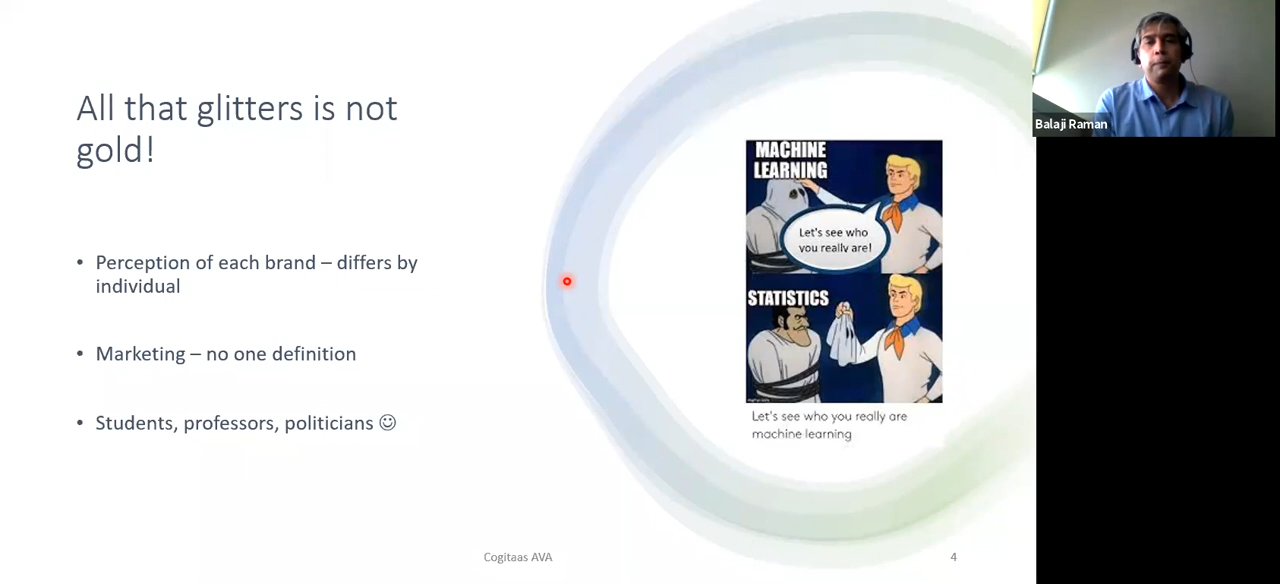 All that glitters is not
gold!
• Perception of each brand – differs by
individual
• Marketing – no one definition
• Students, professors, politicians ☺
MACHINE
LEARNING
Let's see who
you really are!
STATISTICS
Let's see who you really are
machine learning
Cogitaas AVA
4
Balaji Raman